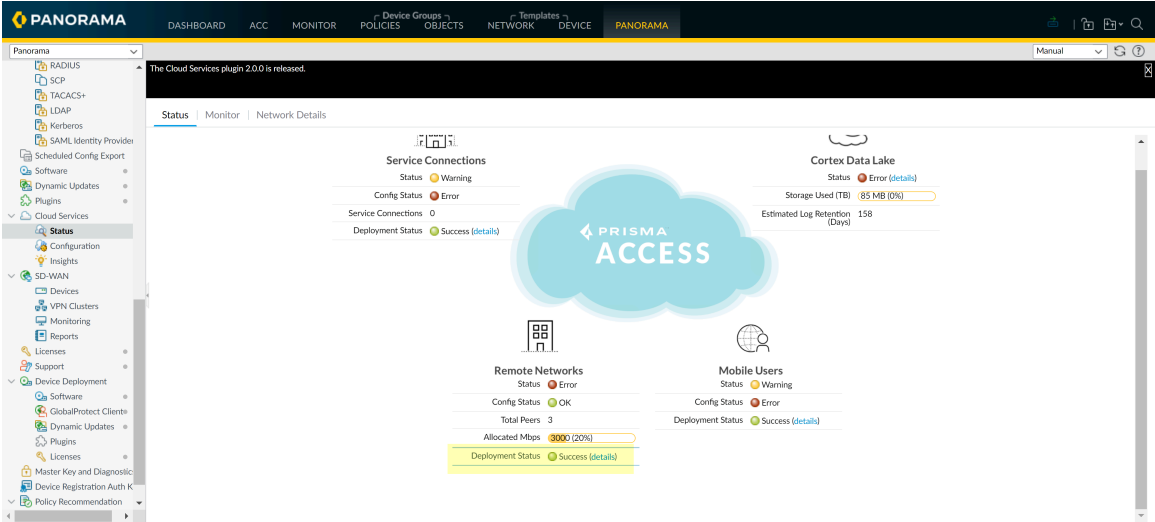 PANORAMA
DASHBOARD ACC MONITOR Device Groups POLICIES OBJECTS Templates NETWORK DEVICE PANORAMA
Panorama
Manual
The Cloud Services plugin 2.0.0 is released.
RADIUS
SCP
TACACS+
LDAP
Kerberos
SAML Identity Provider
Scheduled Config Export
Software
Dynamic Updates
Plugins
Cloud Services
Status
Configuration
Insights
SD-WAN
Devices
VPN Clusters
Monitoring
Reports
Licenses
Support
Device Deployment
Software
GlobalProtect Client
Dynamic Updates
Plugins
Licenses
Master Key and Diagnostic
Device Registration Auth K
Policy Recommendation
Status Monitor Network Details
Service Connections
Status Warning
Config Status Error
Service Connections 0
Deployment Status Success (details)
Cortex Data Lake
Status Error (details)
Storage Used (TB) 85 MB (0%)
Estimated Log Retention 158
(Days)
PRISMA
ACCESS
Remote Networks
Status Error
Config Status OK
Total Peers 3
Allocated Mbps 3000 (20%)
Deployment Status Success (details)
Mobile Users
Status Warning
Config Status Error
Deployment Status Success (details)